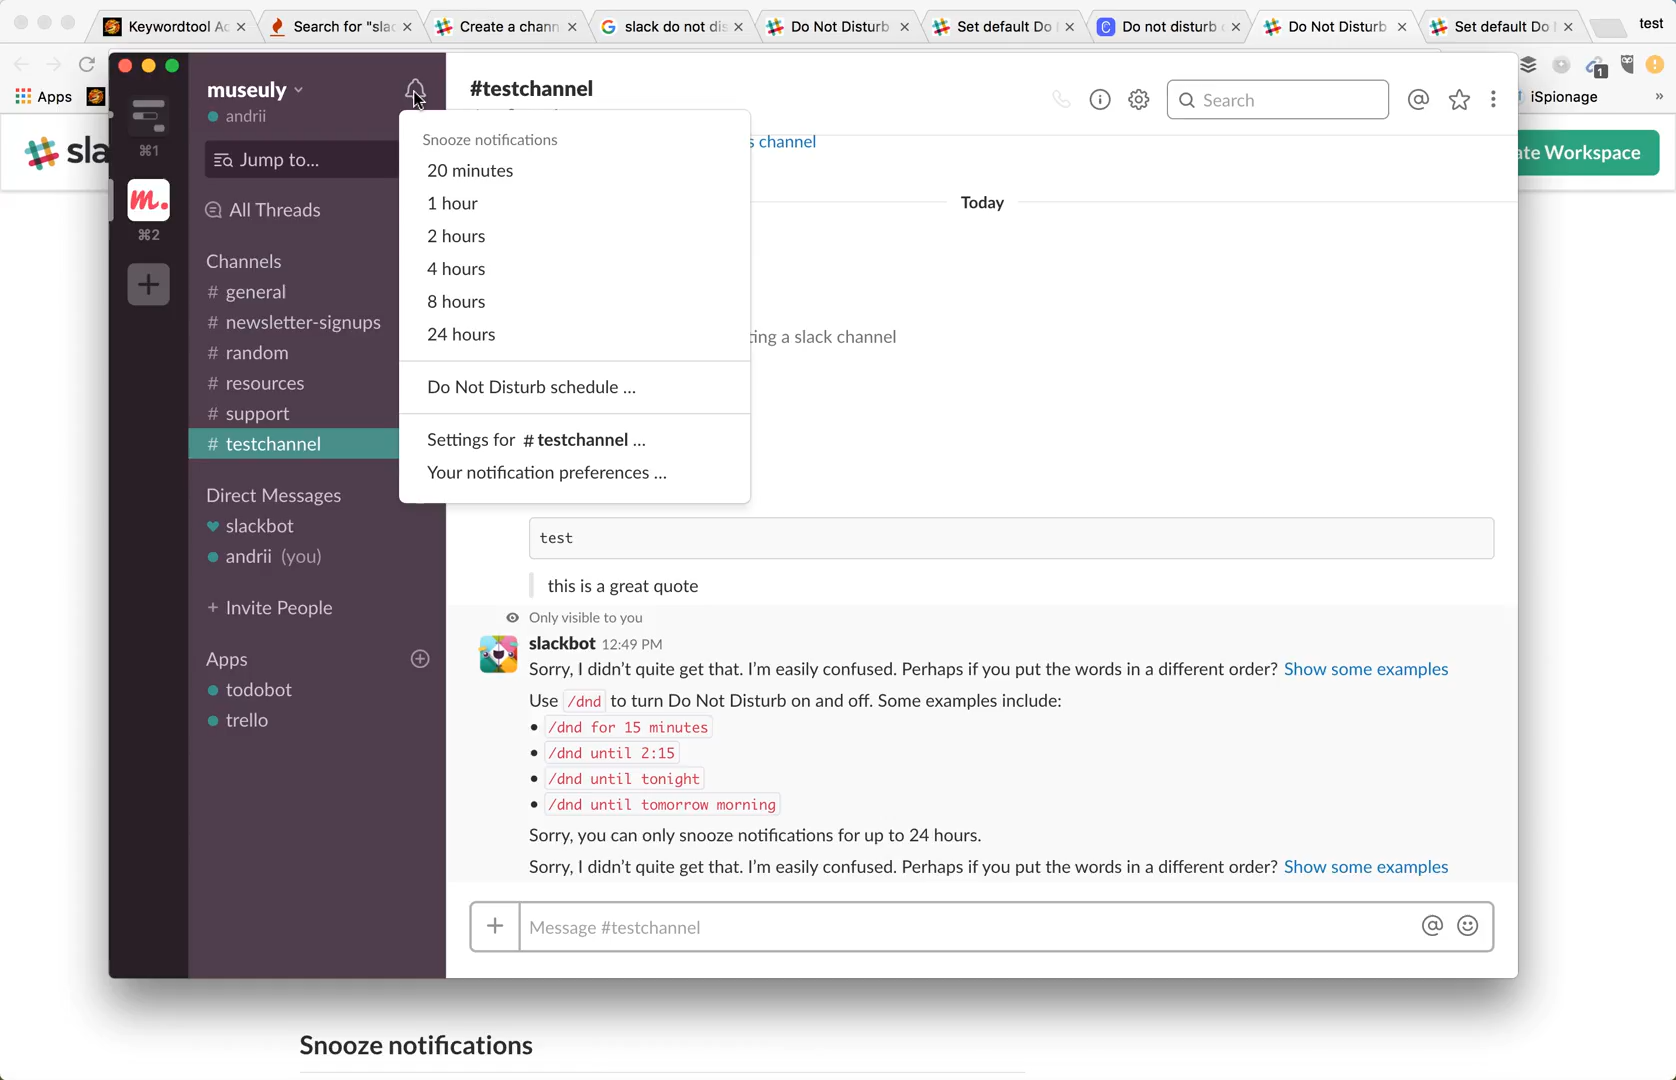 Keywordtool Ac
Search for "slac
Create a chann
slack do not dis
Do Not Disturb
Set default Do
Do not disturb
Do Not Disturb
Set default Do
test
Apps
1
iSpionage
»
sla
ate Workspace
⌘1
m.
⌘2
museuly
andrii
Jump to...
All Threads
Channels
# general
# newsletter-signups
# random
# resources
# support
# testchannel
Direct Messages
slackbot
andrii (you)
+ Invite People
Apps
todobot
trello
#testchannel
Search
Snooze notifications
20 minutes
1 hour
2 hours
4 hours
8 hours
24 hours
Do Not Disturb schedule ...
Settings for # testchannel ...
Your notification preferences ...
s channel
Today
ting a slack channel
test
this is a great quote
Only visible to you
slackbot 12:49 PM
Sorry, I didn't quite get that. I'm easily confused. Perhaps if you put the words in a different order? Show some examples
Use /dnd to turn Do Not Disturb on and off. Some examples include:
• /dnd for 15 minutes
• /dnd until 2:15
• /dnd until tonight
• /dnd until tomorrow morning
Sorry, you can only snooze notifications for up to 24 hours.
Sorry, I didn't quite get that. I'm easily confused. Perhaps if you put the words in a different order? Show some examples
Message #testchannel
Snooze notifications